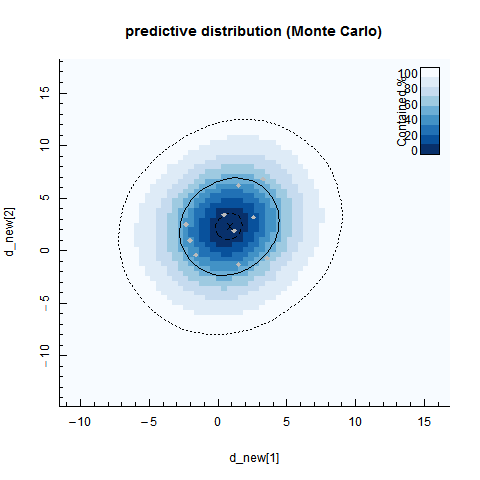 predictive distribution (Monte Carlo)
100
80
60
40
20
0
Contained %
15
10
5
0
−5
−10
d_new[2]
−10 −5 0 5 10 15
d_new[1]